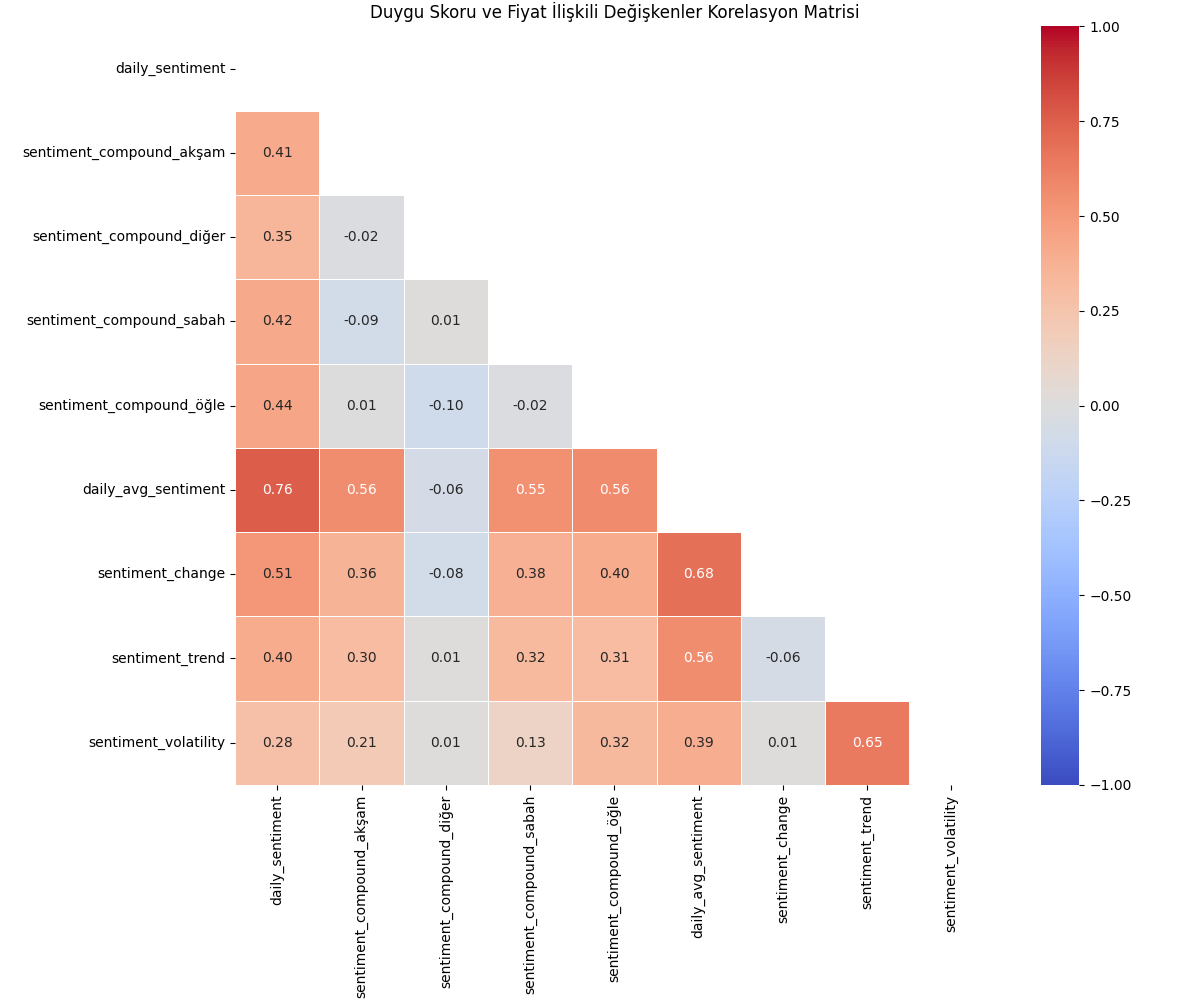 Duygu Skoru ve Fiyat İlişkili Değişkenler Korelasyon Matrisi
daily_sentiment
sentiment_compound_akşam 0.41
sentiment_compound_diğer 0.35 -0.02
sentiment_compound_sabah 0.42 -0.09 0.01
sentiment_compound_öğle 0.44 0.01 -0.10 -0.02
daily_avg_sentiment 0.76 0.56 -0.06 0.55 0.56
sentiment_change 0.51 0.36 -0.08 0.38 0.40 0.68
sentiment_trend 0.40 0.30 0.01 0.32 0.31 0.56 -0.06
sentiment_volatility 0.28 0.21 0.01 0.13 0.32 0.39 0.01 0.65
daily_sentiment
sentiment_compound_akşam
sentiment_compound_diğer
sentiment_compound_sabah
sentiment_compound_öğle
daily_avg_sentiment
sentiment_change
sentiment_trend
sentiment_volatility
1.00
0.75
0.50
0.25
0.00
−0.25
−0.50
−0.75
−1.00